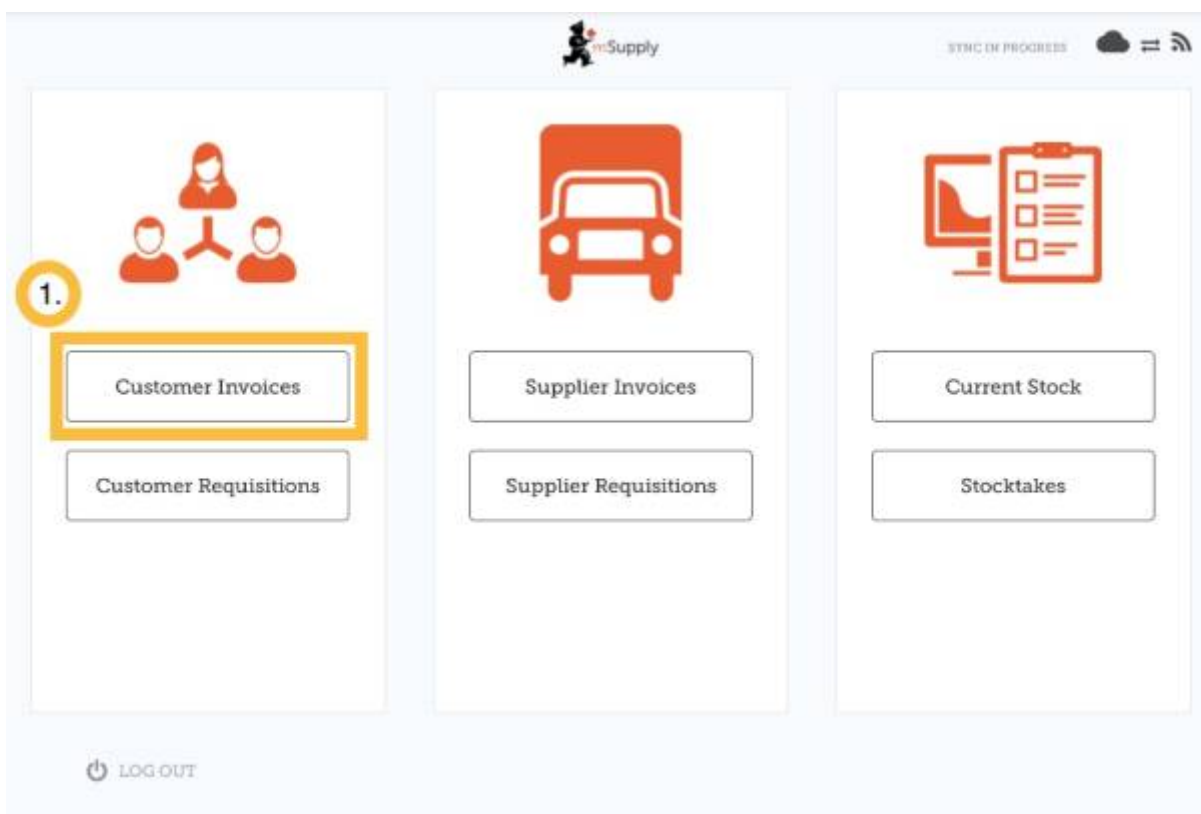 mSupply
SYNC IN PROGRESS
1.
Customer Invoices
Supplier Invoices
Current Stock
Customer Requisitions
Supplier Requisitions
Stocktakes
LOG OUT